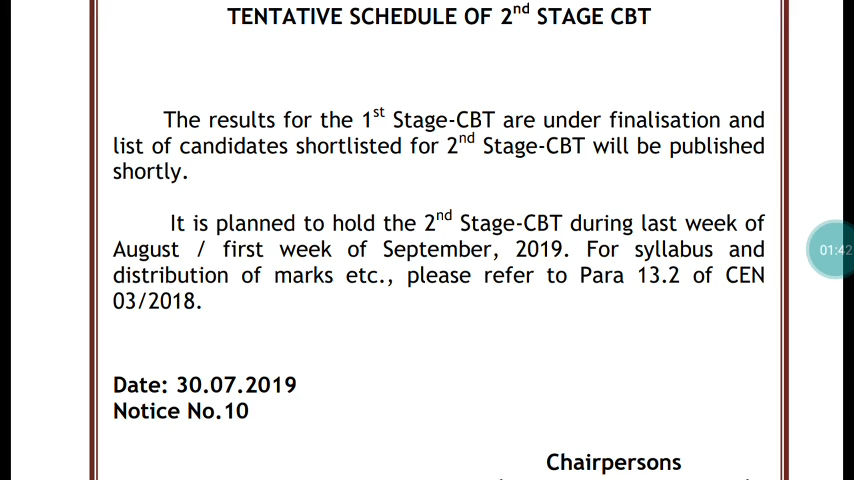 TENTATIVE SCHEDULE OF 2nd STAGE CBT
The results for the 1st Stage-CBT are under finalisation and
list of candidates shortlisted for 2nd Stage-CBT will be published
shortly.
It is planned to hold the 2nd Stage-CBT during last week of
August / first week of September, 2019. For syllabus and
distribution of marks etc., please refer to Para 13.2 of CEN
03/2018.
01:42
Date: 30.07.2019
Notice No.10
Chairpersons